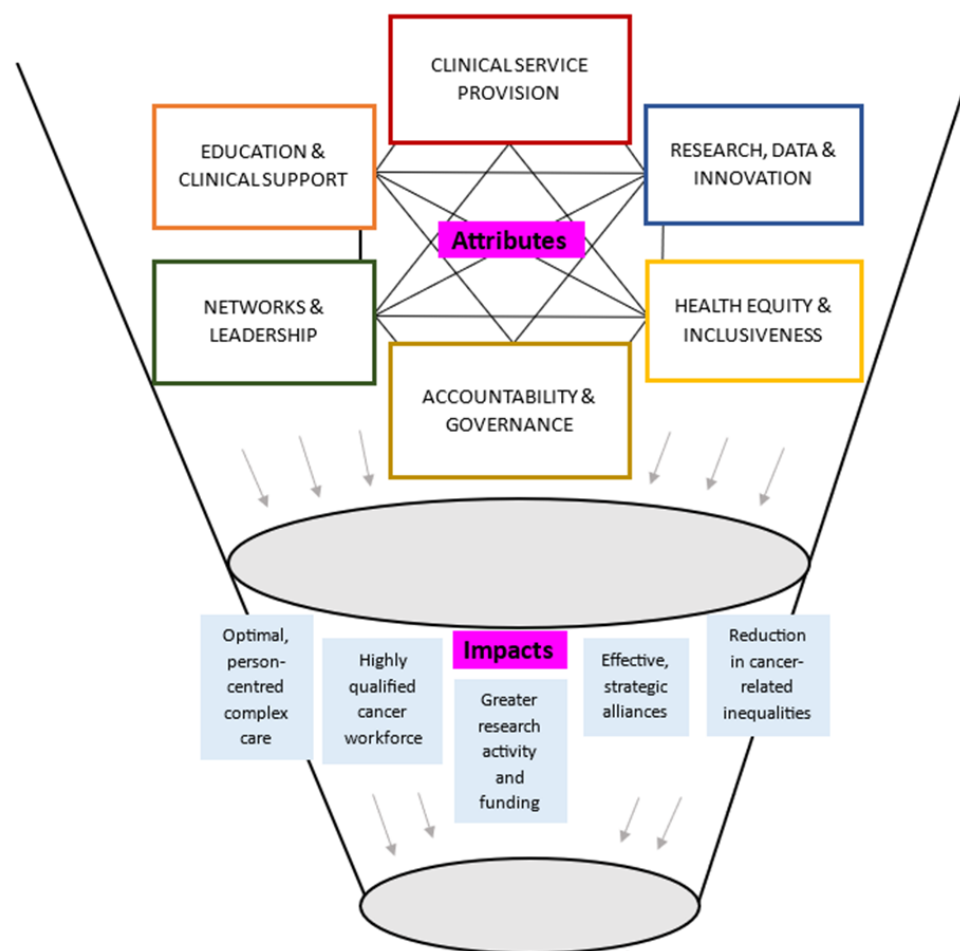 CLINICAL SERVICE
PROVISION
EDUCATION &
CLINICAL SUPPORT
RESEARCH, DATA &
INNOVATION
Attributes
NETWORKS &
LEADERSHIP
HEALTH EQUITY &
INCLUSIVENESS
ACCOUNTABILITY &
GOVERNANCE
Impacts
Optimal,
person-
centred
complex
care
Highly
qualified
cancer
workforce
Greater
research
activity
and
funding
Effective,
strategic
alliances
Reduction
in cancer-
related
inequalities